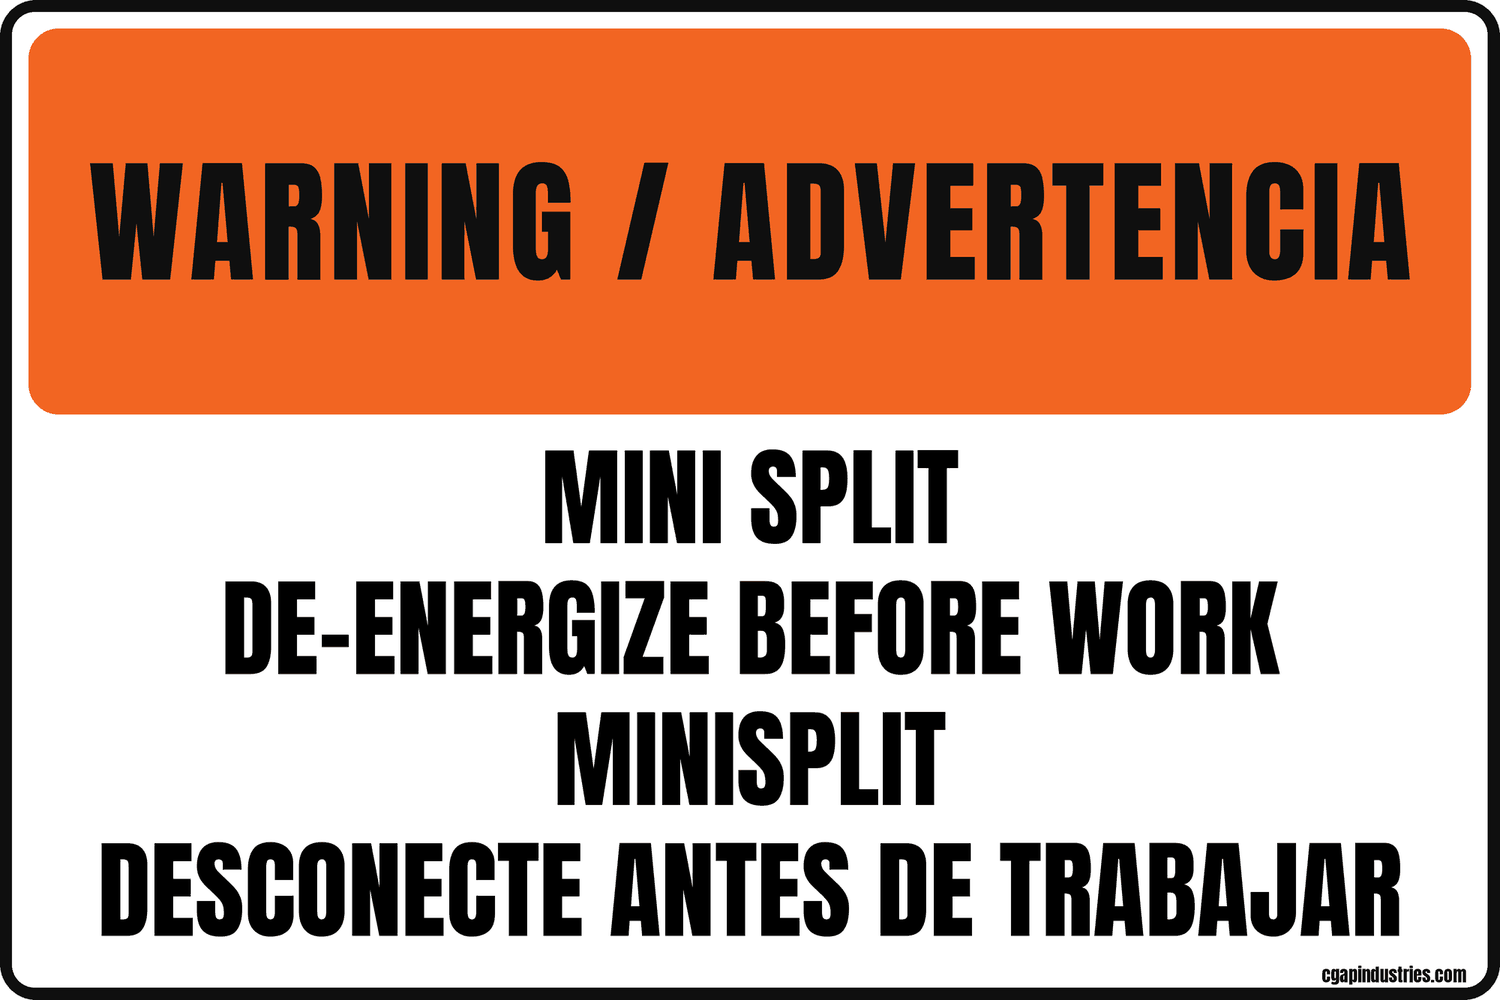 WARNING / ADVERTENCIA
MINI SPLIT
DE-ENERGIZE BEFORE WORK
MINISPLIT
DESCONECTE ANTES DE TRABAJAR
cgapindustries.com